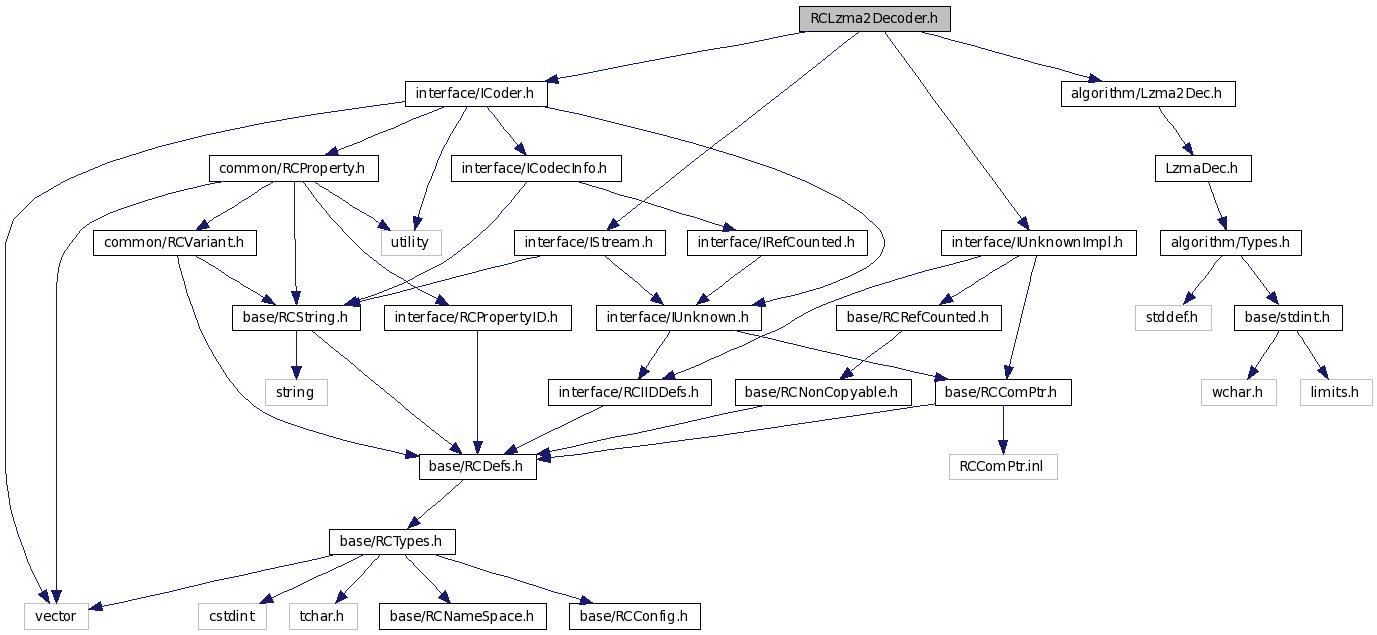 RCLzma2Decoder.h
interface/ICoder.h
algorithm/Lzma2Dec.h
common/RCProperty.h
interface/ICodecInfo.h
LzmaDec.h
common/RCVariant.h
utility
interface/IStream.h
interface/IRefCounted.h
interface/IUnknownImpl.h
algorithm/Types.h
base/RCString.h
interface/RCPropertyID.h
interface/IUnknown.h
base/RCRefCounted.h
stddef.h
base/stdint.h
string
interface/RCIIDDefs.h
base/RCNonCopyable.h
base/RCComPtr.h
wchar.h
limits.h
base/RCDefs.h
RCComPtr.inl
base/RCTypes.h
vector
cstdint
tchar.h
base/RCNameSpace.h
base/RCConfig.h